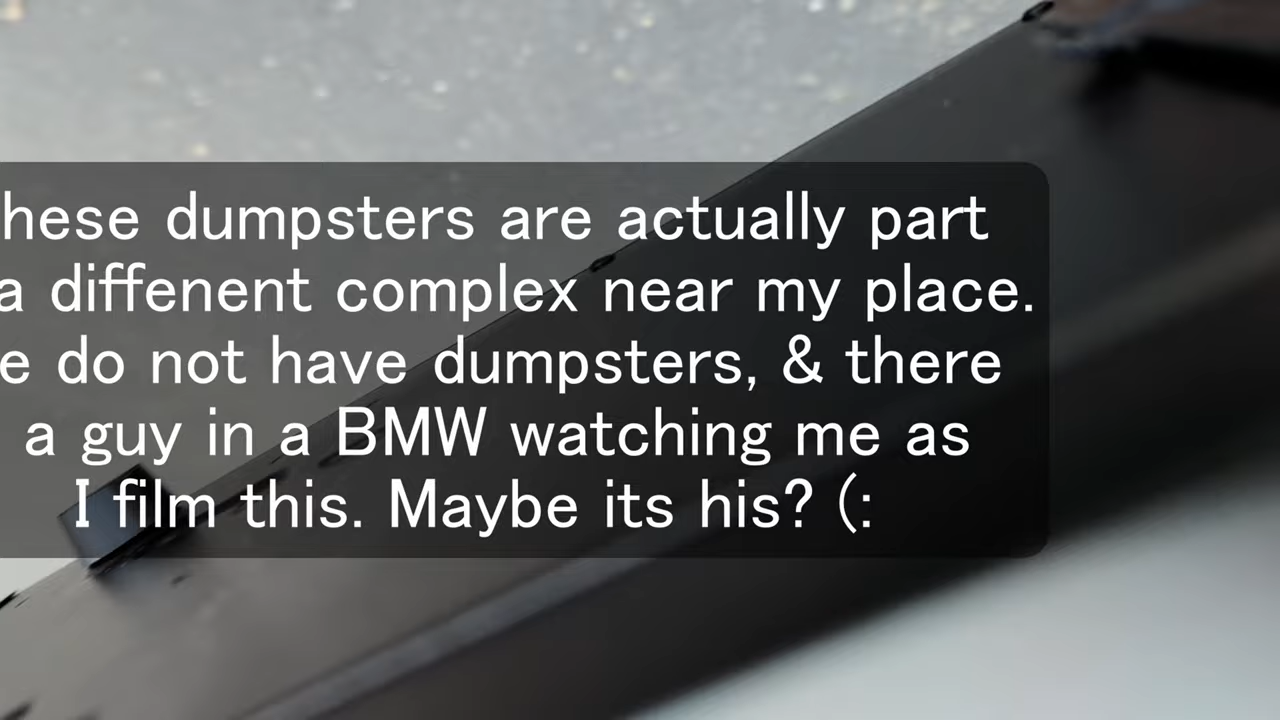 hese dumpsters are actually part
a diffenent complex near my place.
e do not have dumpsters, & there
a guy in a BMW watching me as
I film this. Maybe its his? (: